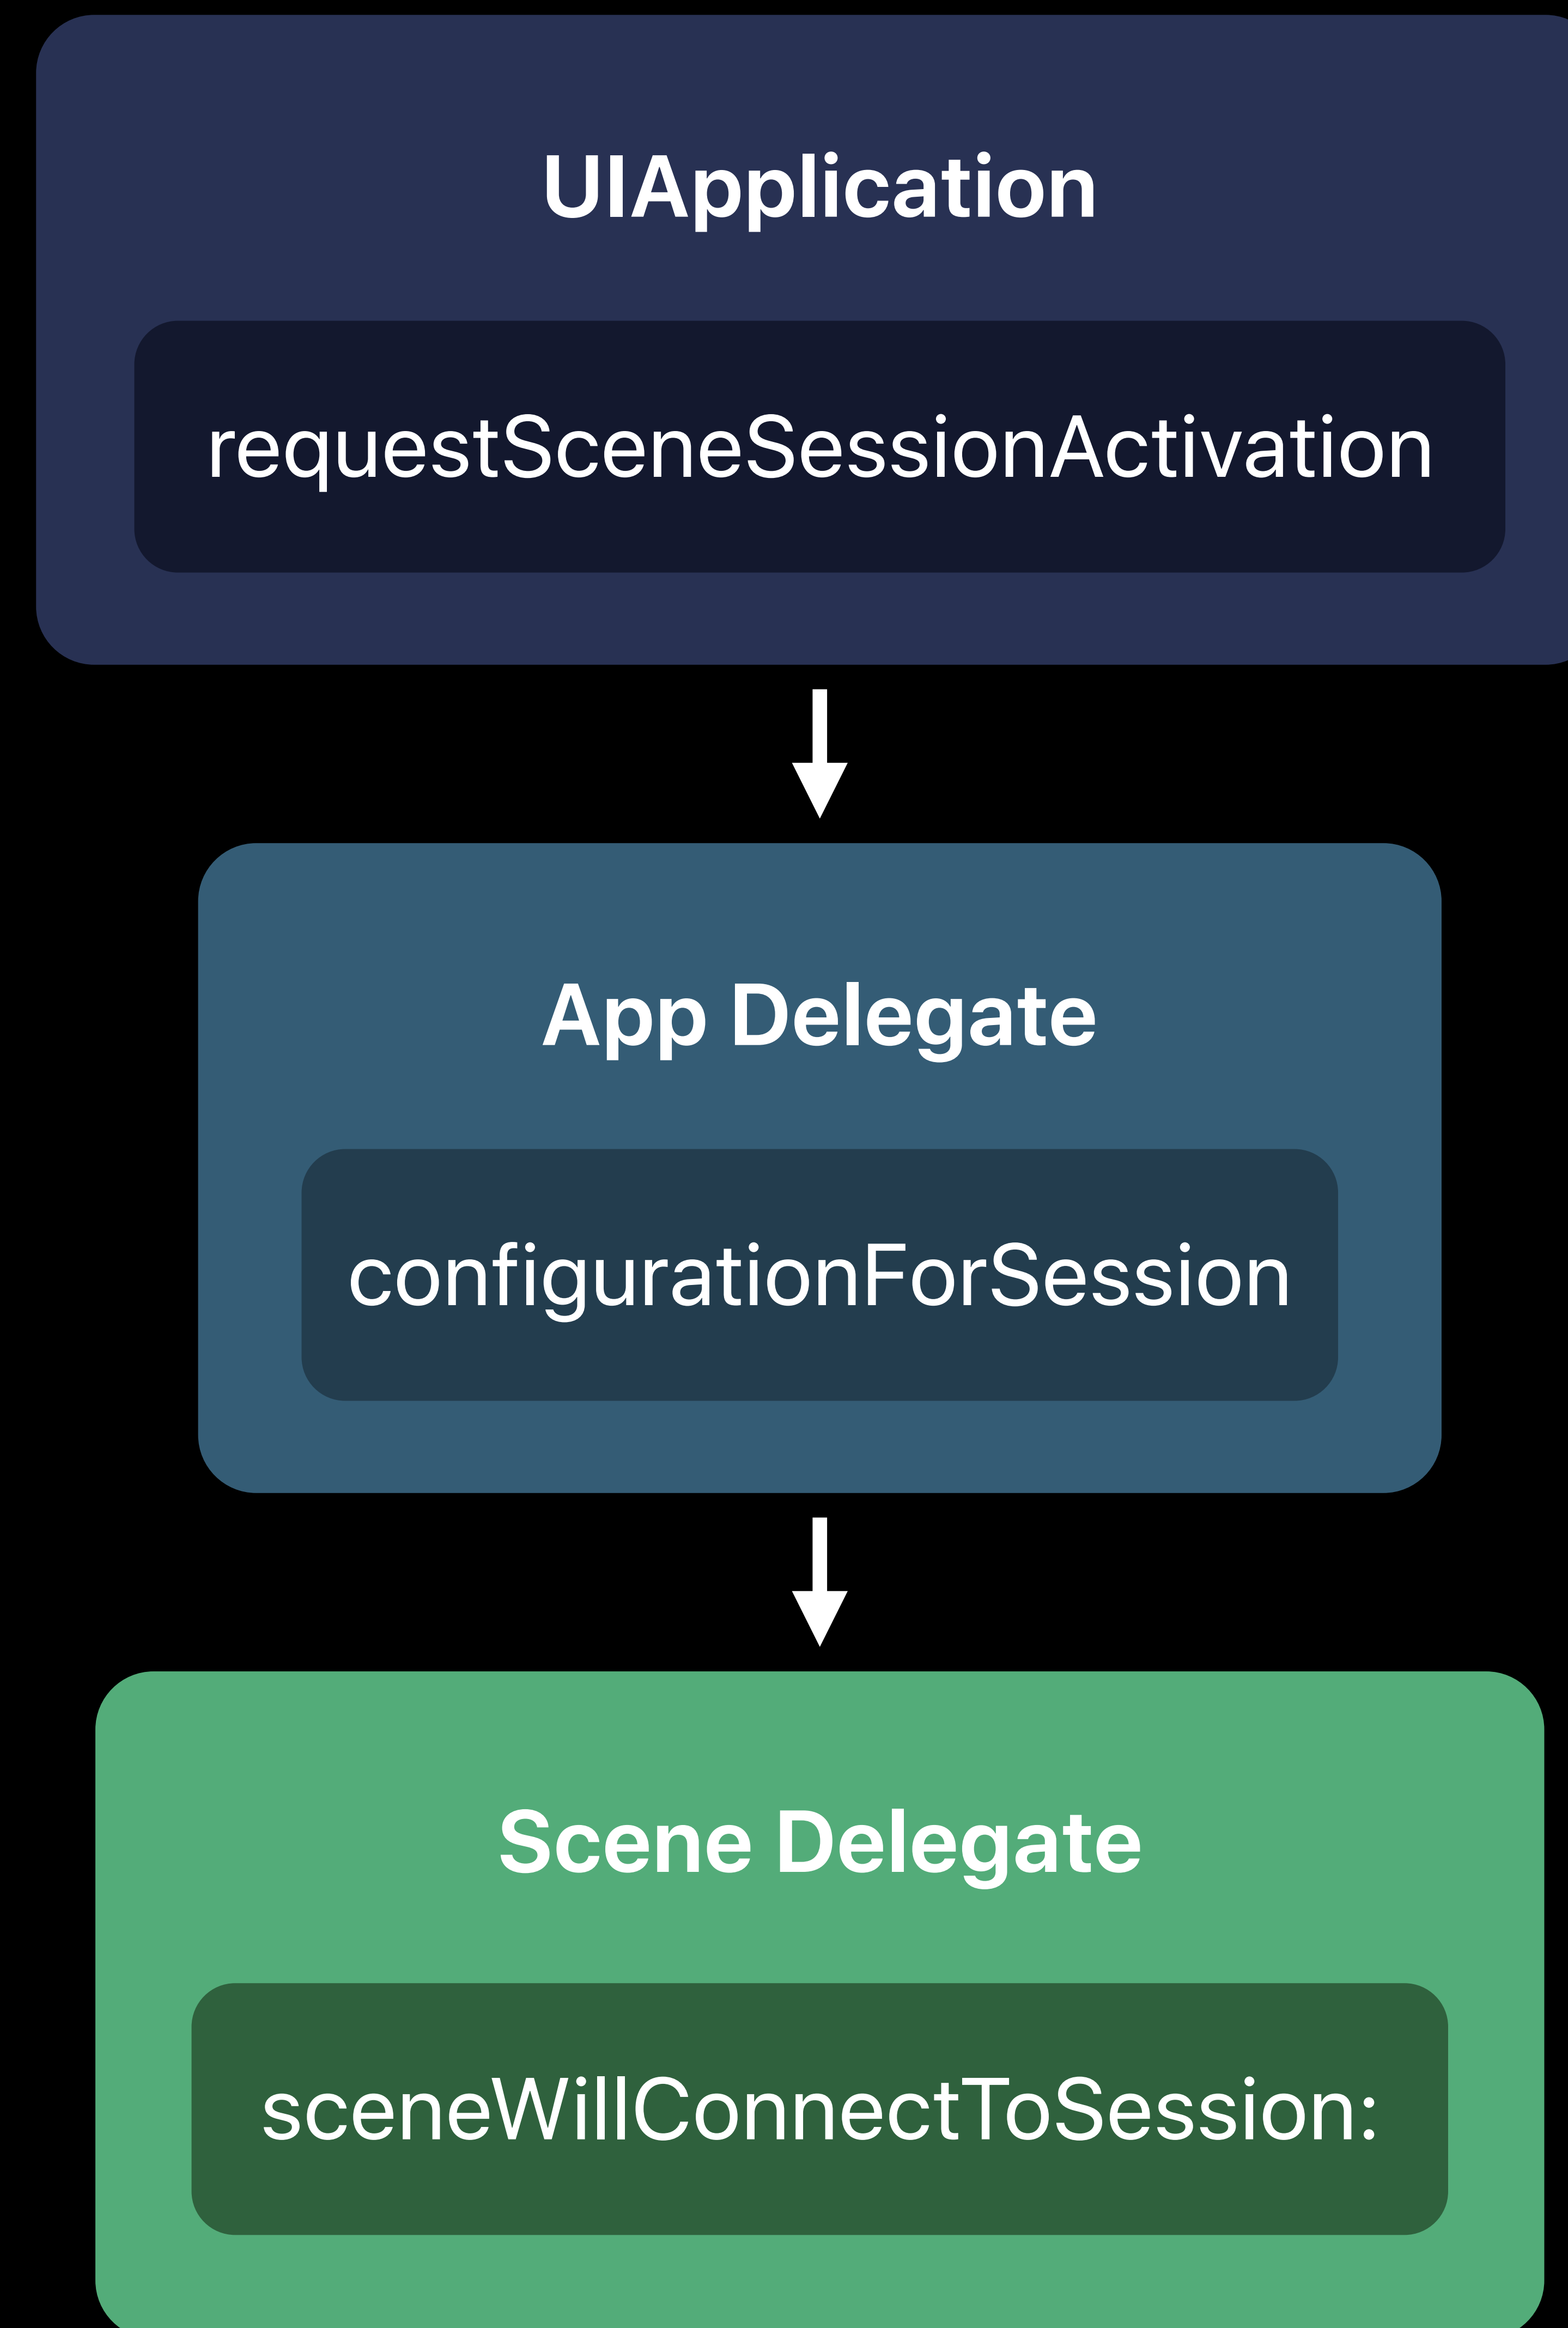 UIApplication
requestSceneSessionActivation
App Delegate
configurationForSession
Scene Delegate
sceneWillConnectToSession: